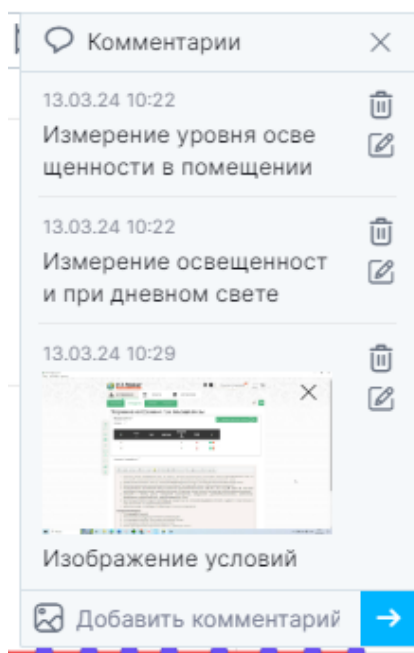 Комментарии
13.03.24 10:22
Измерение уровня осве
щенности в помещении
13.03.24 10:22
Измерение освещенност
и при дневном свете
13.03.24 10:29
Изображение условий
Добавить комментарий